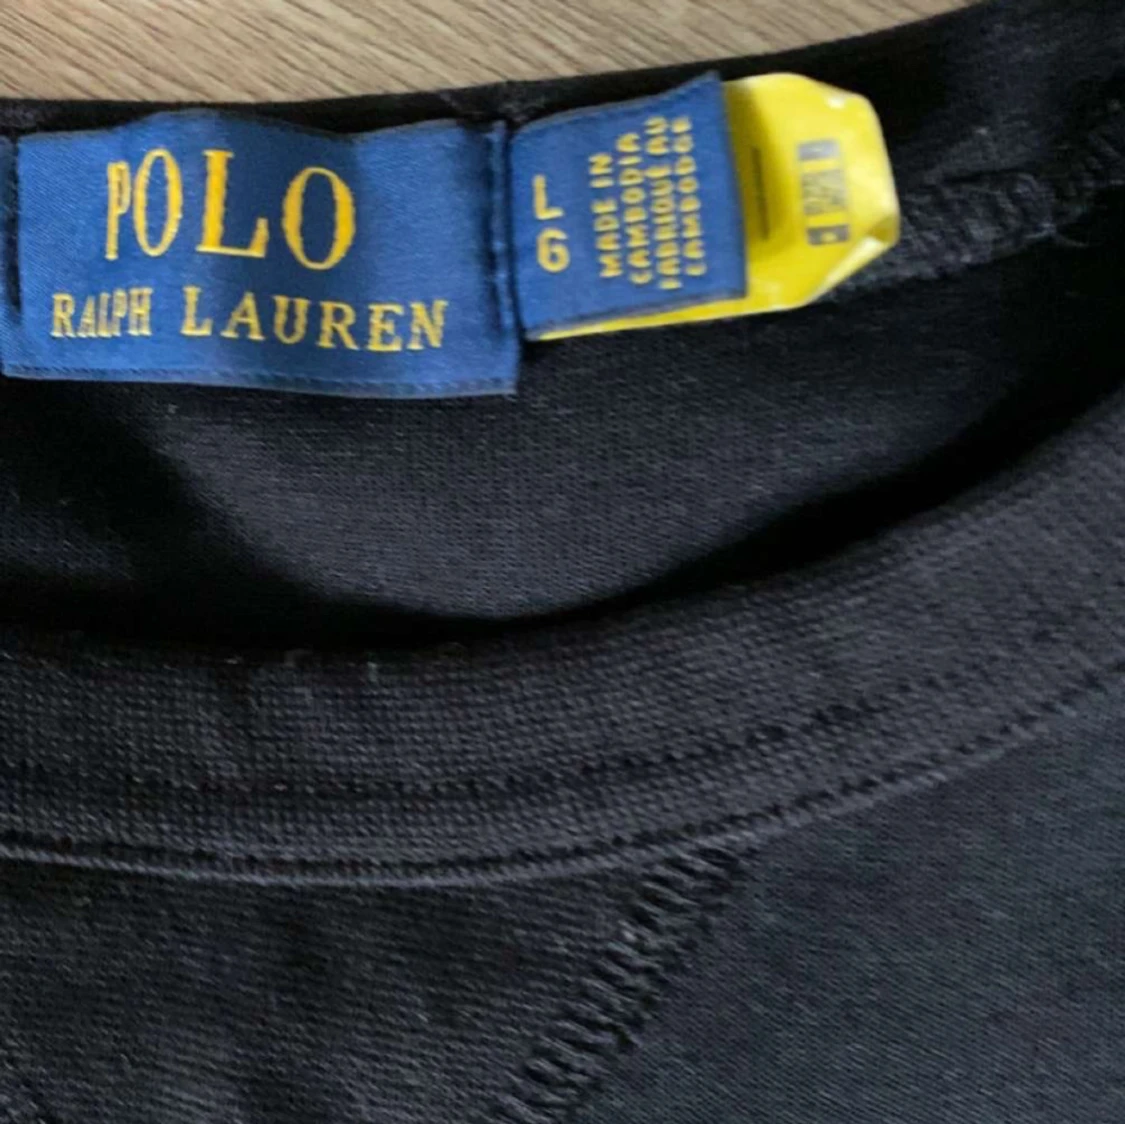 POLO
RALPH LAUREN
L
G
MADE IN
CAMBODIA
FABRIQUÉ AU
CAMBODGE